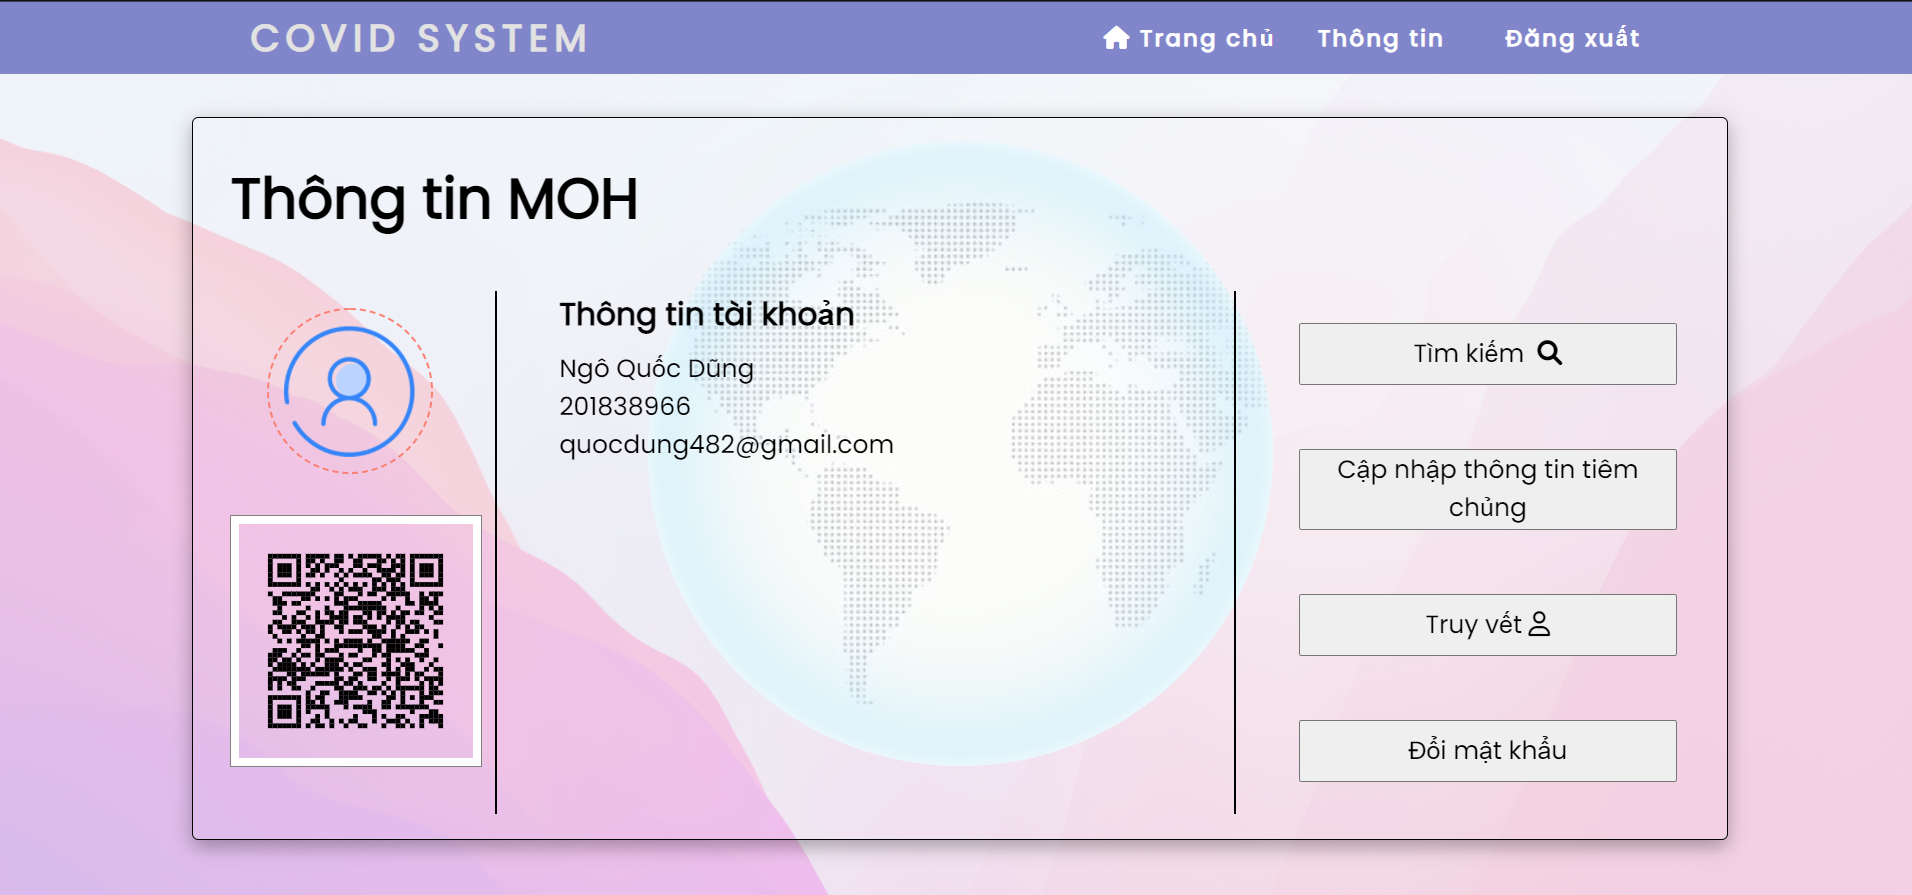 COVID SYSTEM
Trang chủ
Thông tin
Đăng xuất
Thông tin MOH
Thông tin tài khoản
Ngô Quốc Dũng
201838966
quocdung482@gmail.com
Tìm kiếm
Cập nhập thông tin tiêm
chủng
Truy vết
Đổi mật khẩu